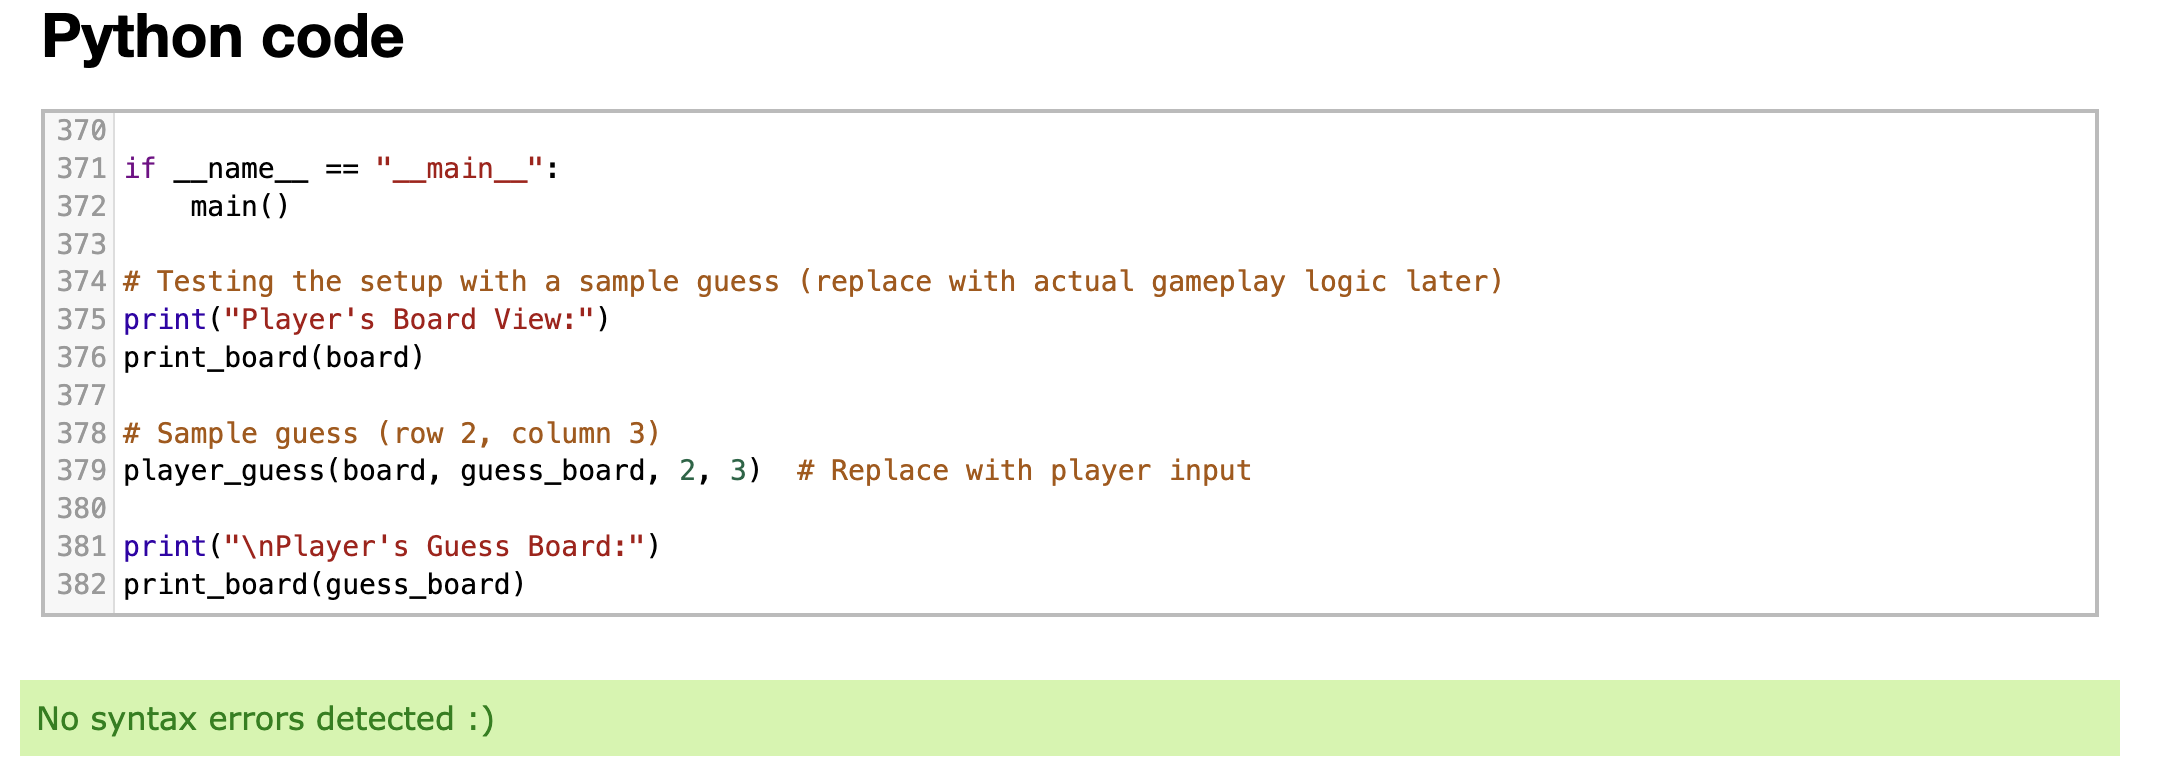 Python code
370
371 if __name__ == "__main__":
372     main()
373
374 # Testing the setup with a sample guess (replace with actual gameplay logic later)
375 print("Player's Board View:")
376 print_board(board)
377
378 # Sample guess (row 2, column 3)
379 player_guess(board, guess_board, 2, 3)  # Replace with player input
380
381 print("\nPlayer's Guess Board:")
382 print_board(guess_board)
No syntax errors detected :)